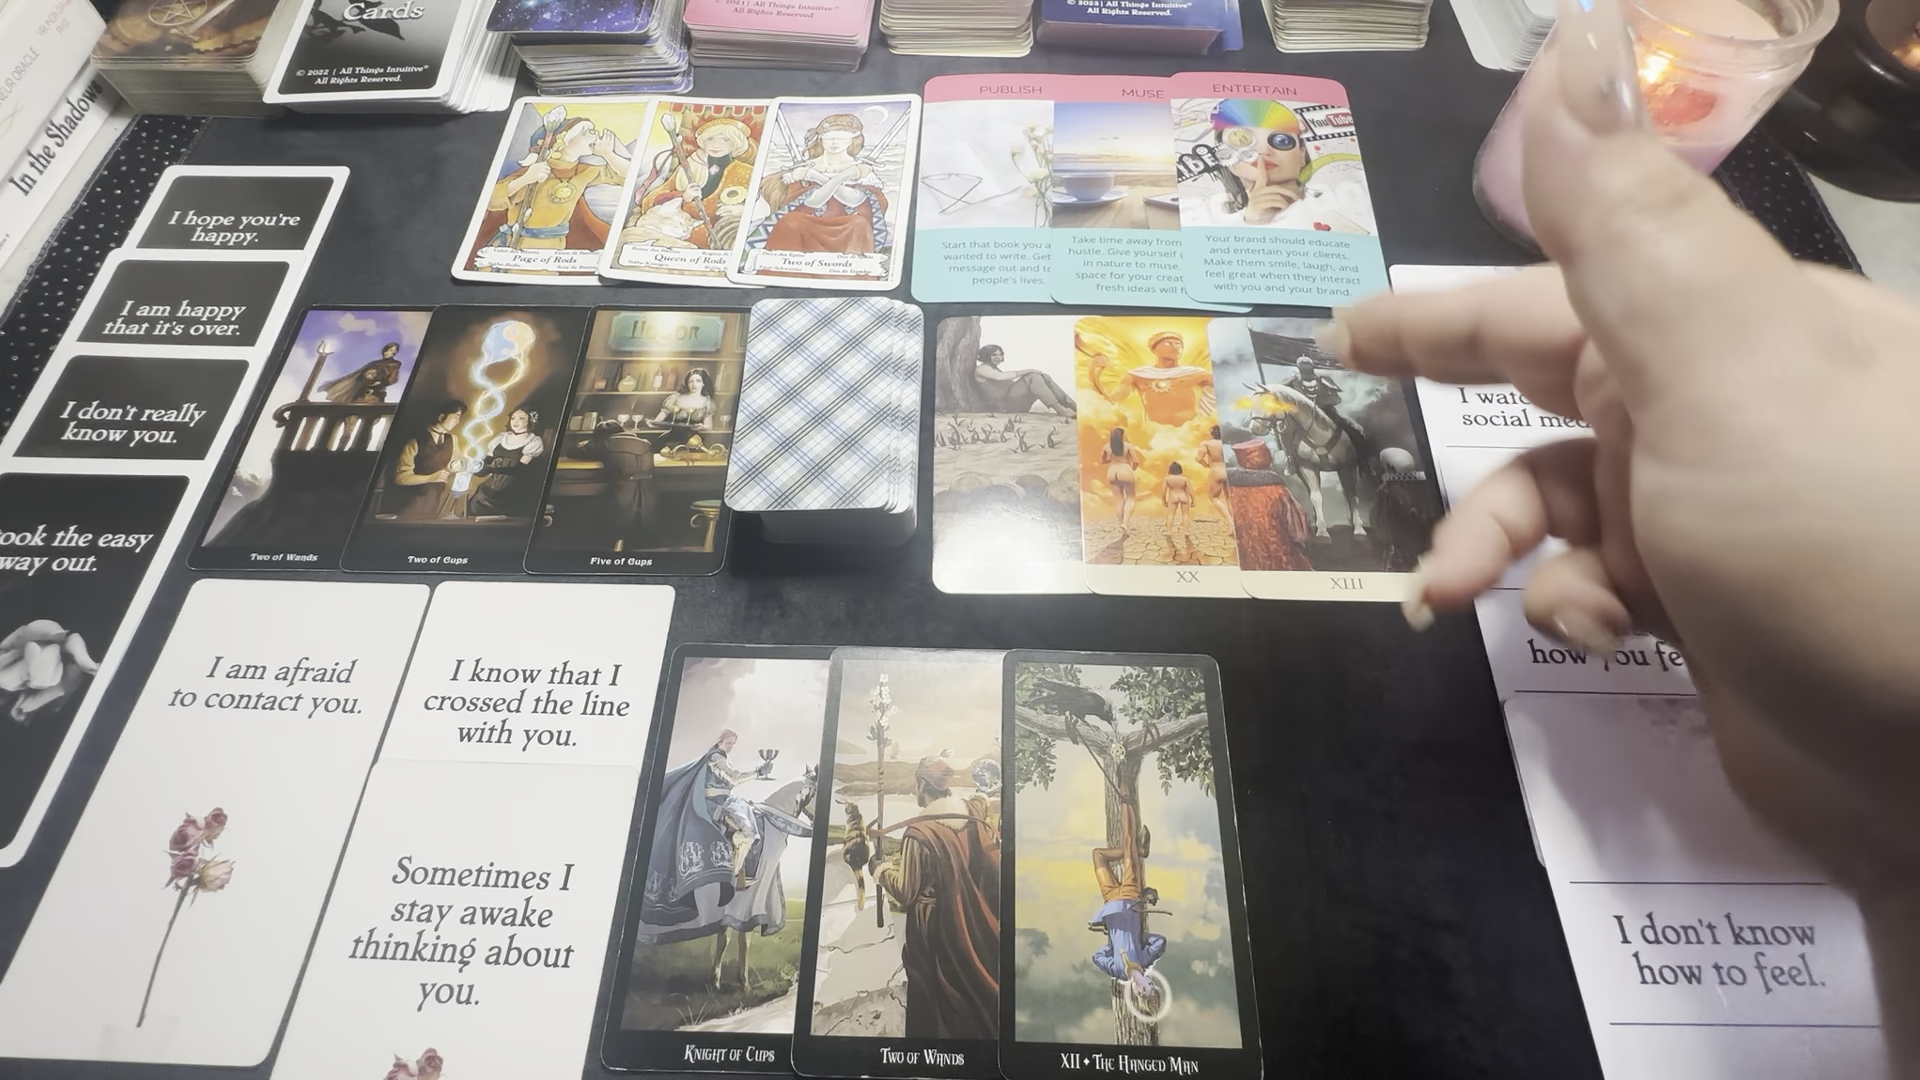 Cards
© 2022 | All Things Intuitive®
All Rights Reserved.
All Things Intuitive®
All Rights Reserved.
© 2023 | All Things Intuitive®
All Rights Reserved.
In the Shadows
PUBLISH
MUSE
ENTERTAIN
YouTube
Start that book you a
wanted to write. Get
message out and to
people's lives.
Take time away from
hustle. Give yourself
in nature to muse.
space for your creat
fresh ideas will f
Your brand should educate
and entertain your clients.
Make them smile, laugh, and
feel great when they interact
with you and your brand.
Page of Rods
Queen of Rods
Two of Swords
I hope you're
happy.
I am happy
that it's over.
I don't really
know you.
ook the easy
way out.
LIQUOR
Two of Wands
Two of Cups
Five of Cups
XX
XIII
I watc
social med
how you fe
I don't know
how to feel.
I am afraid
to contact you.
I know that I
crossed the line
with you.
Sometimes I
stay awake
thinking about
you.
KNIGHT OF CUPS
TWO OF WANDS
XII ♦ THE HANGED MAN